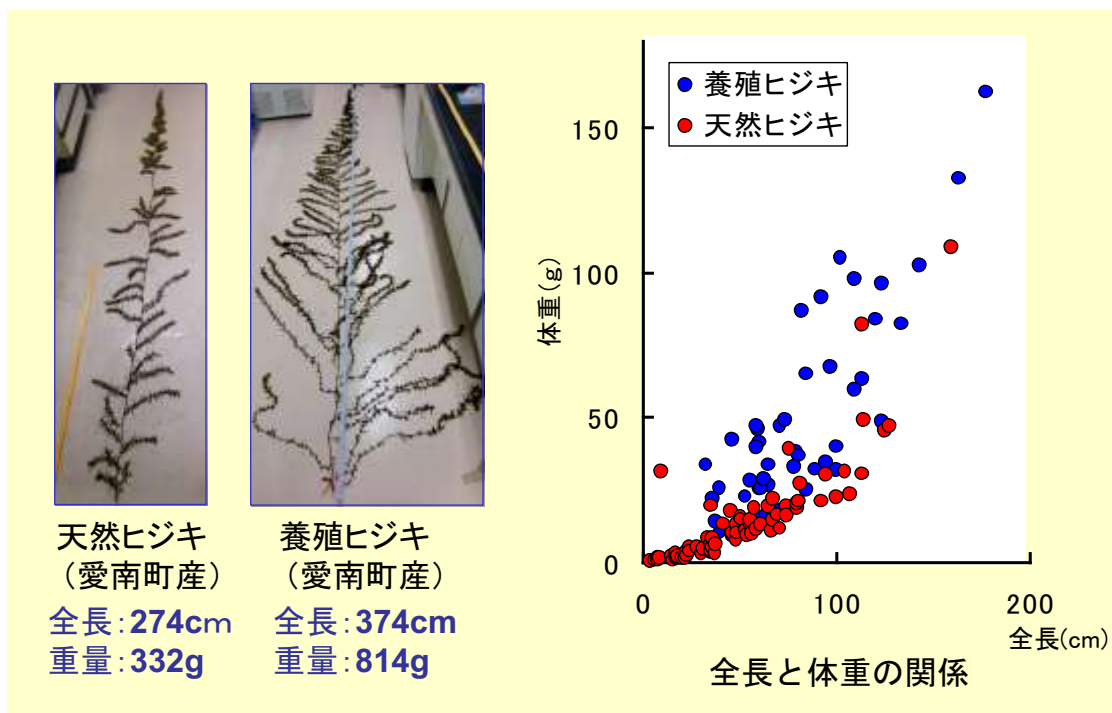 天然ヒジキ
（愛南町産）
全長：274cm
重量：332g
養殖ヒジキ
（愛南町産）
全長：374cm
重量：814g
養殖ヒジキ
天然ヒジキ
体重(g)
150
100
50
0
0
100
200
全長(cm)
全長と体重の関係